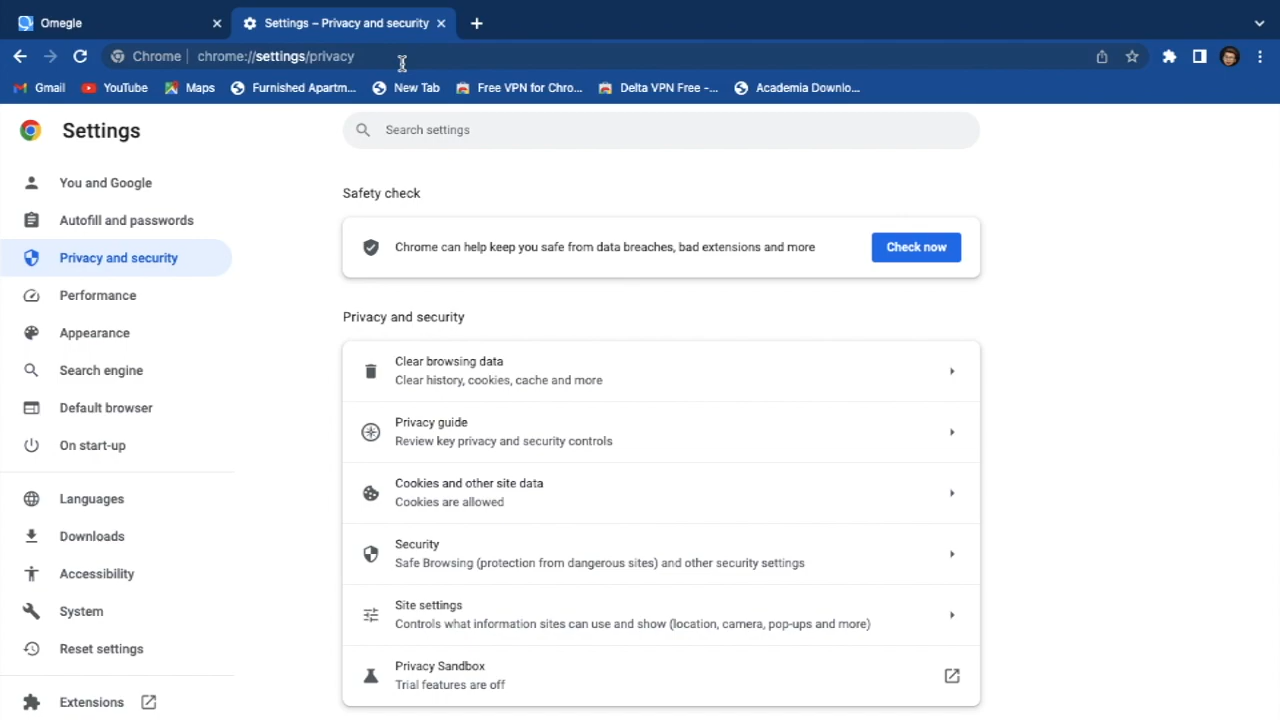 Omegle
Settings – Privacy and security
Chrome
chrome://settings/privacy
Gmail
YouTube
Maps
Furnished Apartm...
New Tab
Free VPN for Chro...
Delta VPN Free -...
Academia Downlo...
Settings
Search settings
You and Google
Autofill and passwords
Privacy and security
Performance
Appearance
Search engine
Default browser
On start-up
Languages
Downloads
Accessibility
System
Reset settings
Extensions
Safety check
Chrome can help keep you safe from data breaches, bad extensions and more
Check now
Privacy and security
Clear browsing data
Clear history, cookies, cache and more
Privacy guide
Review key privacy and security controls
Cookies and other site data
Cookies are allowed
Security
Safe Browsing (protection from dangerous sites) and other security settings
Site settings
Controls what information sites can use and show (location, camera, pop-ups and more)
Privacy Sandbox
Trial features are off